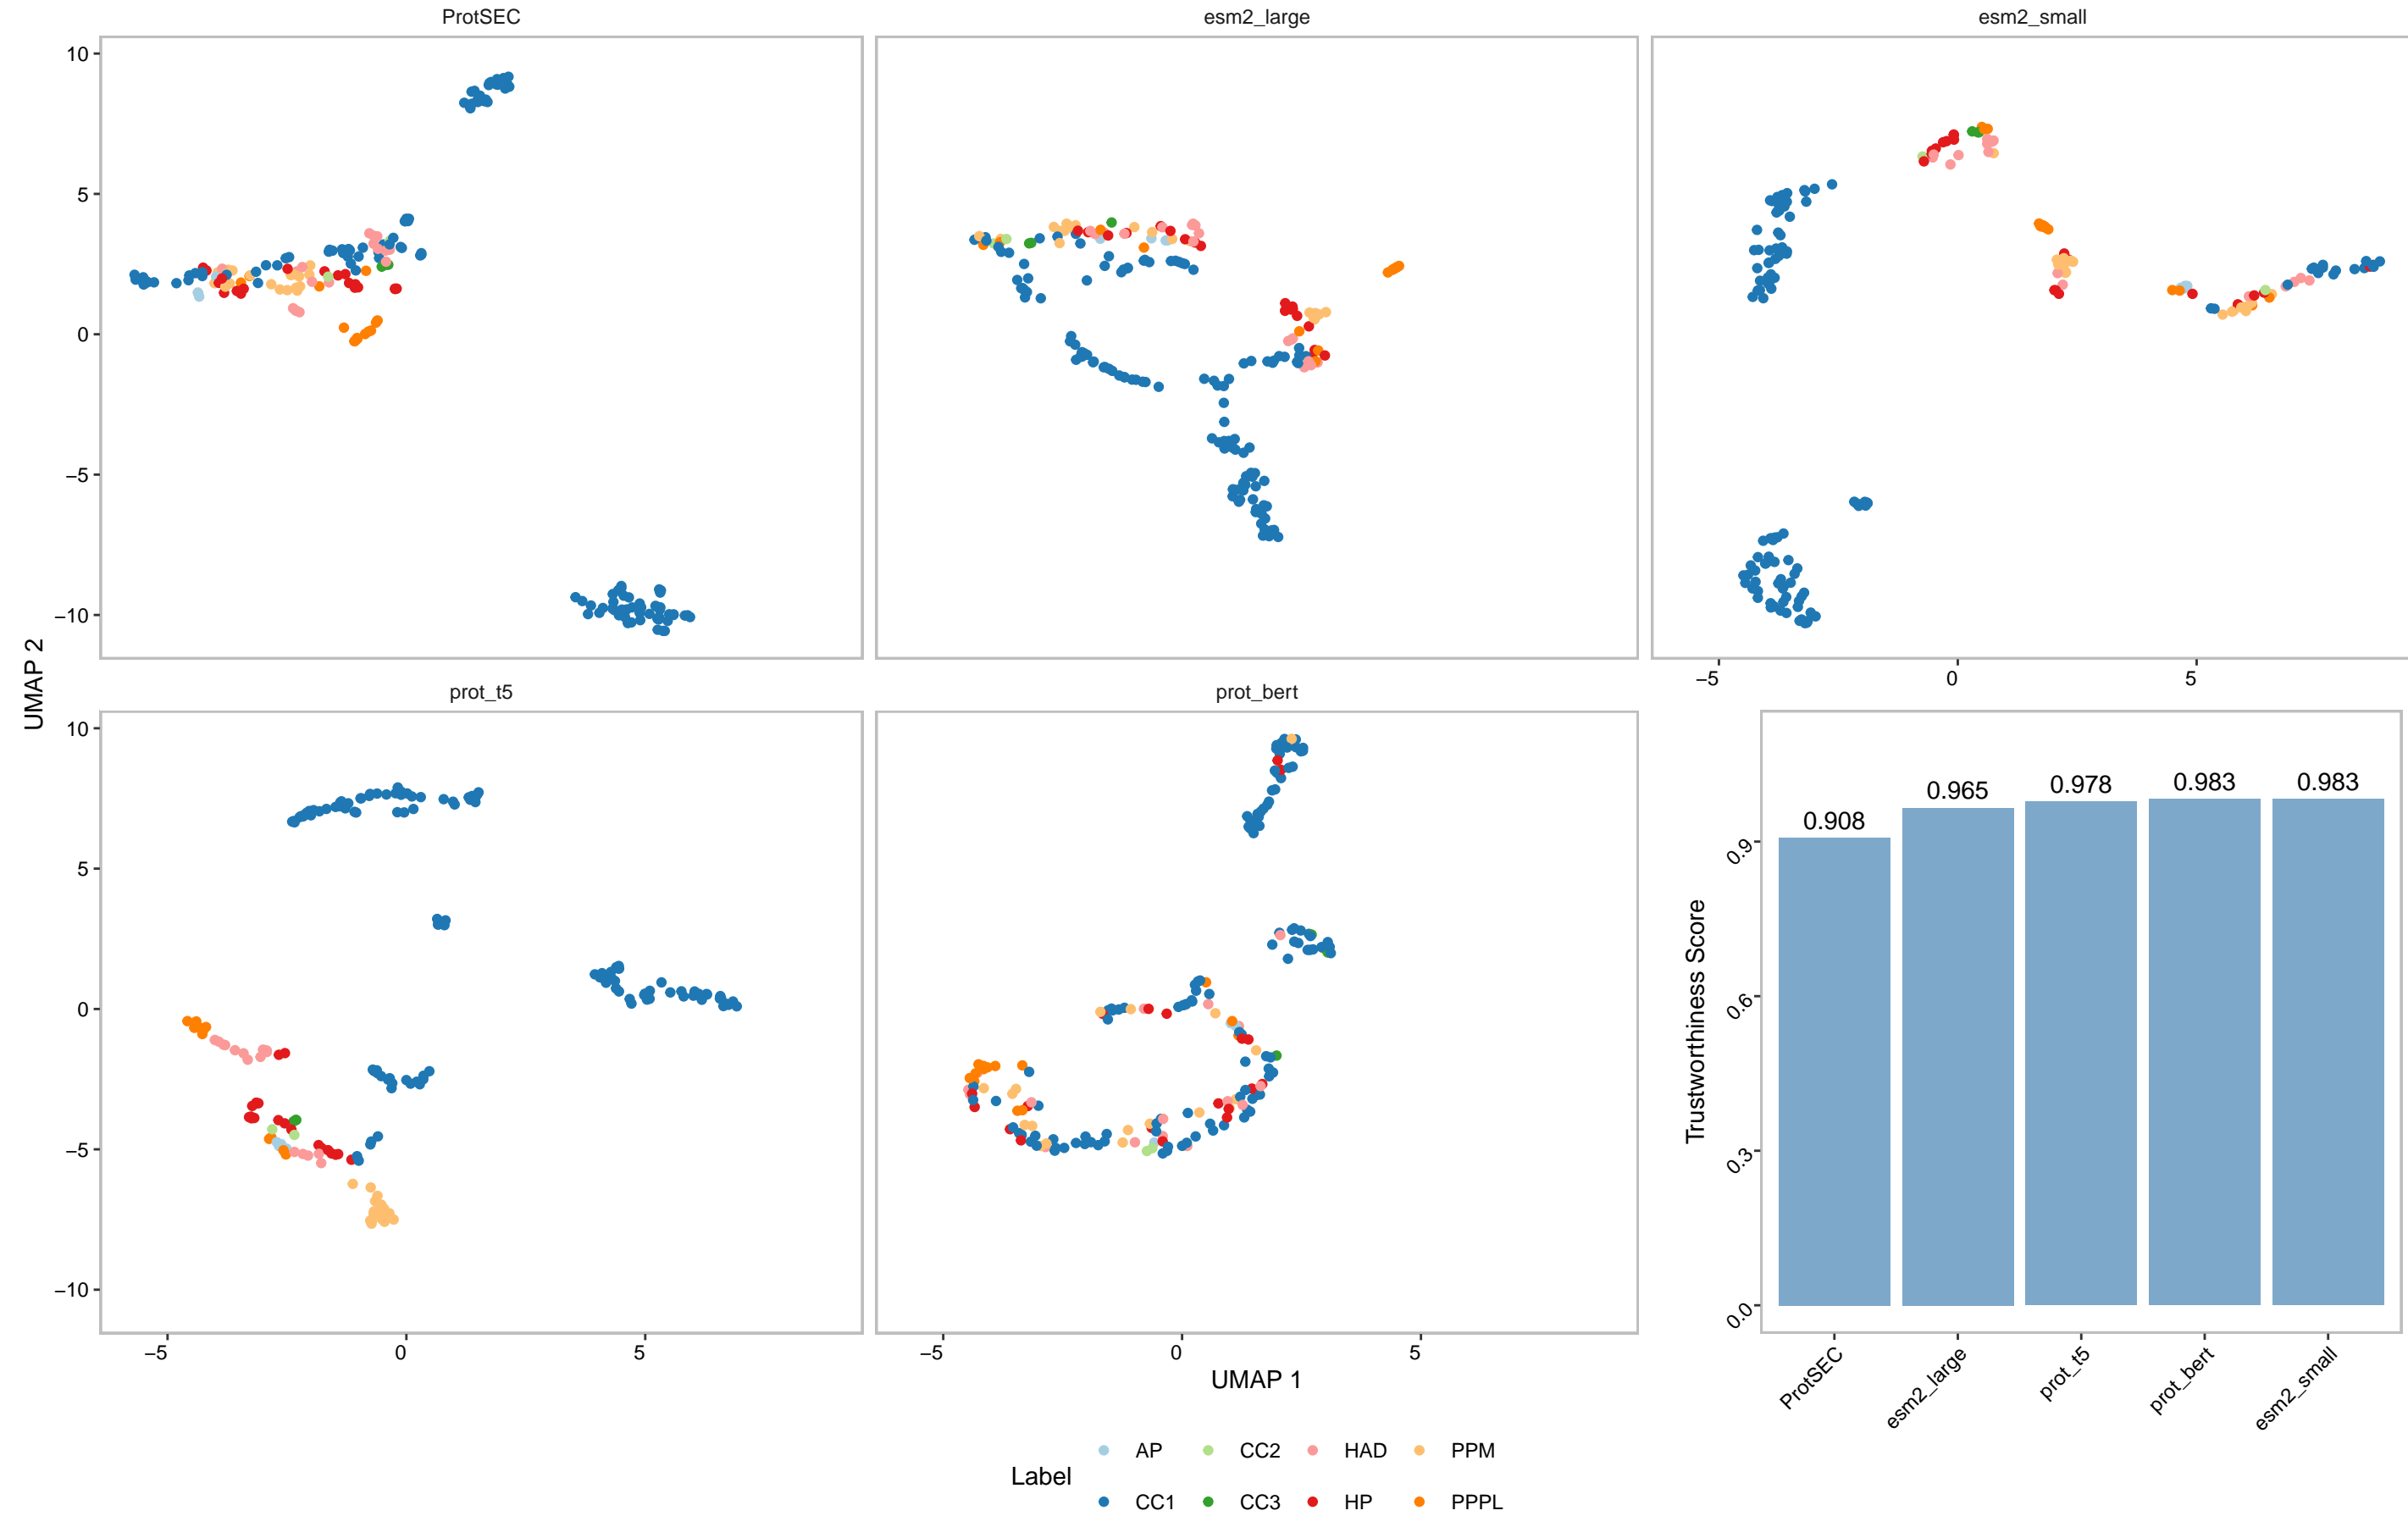 ProtSEC esm2_large esm2_small
10
5
0
−5
−10
−5 0 5
UMAP 2
prot_t5 prot_bert
10
5
0
−5
−10
−5 0 5
−5 0 5
UMAP 1
Trustworthiness Score
0.9
0.6
0.3
0.0
0.908 0.965 0.978 0.983 0.983
ProtSEC esm2_large prot_t5 prot_bert esm2_small
Label
AP CC2 HAD PPM
CC1 CC3 HP PPPL